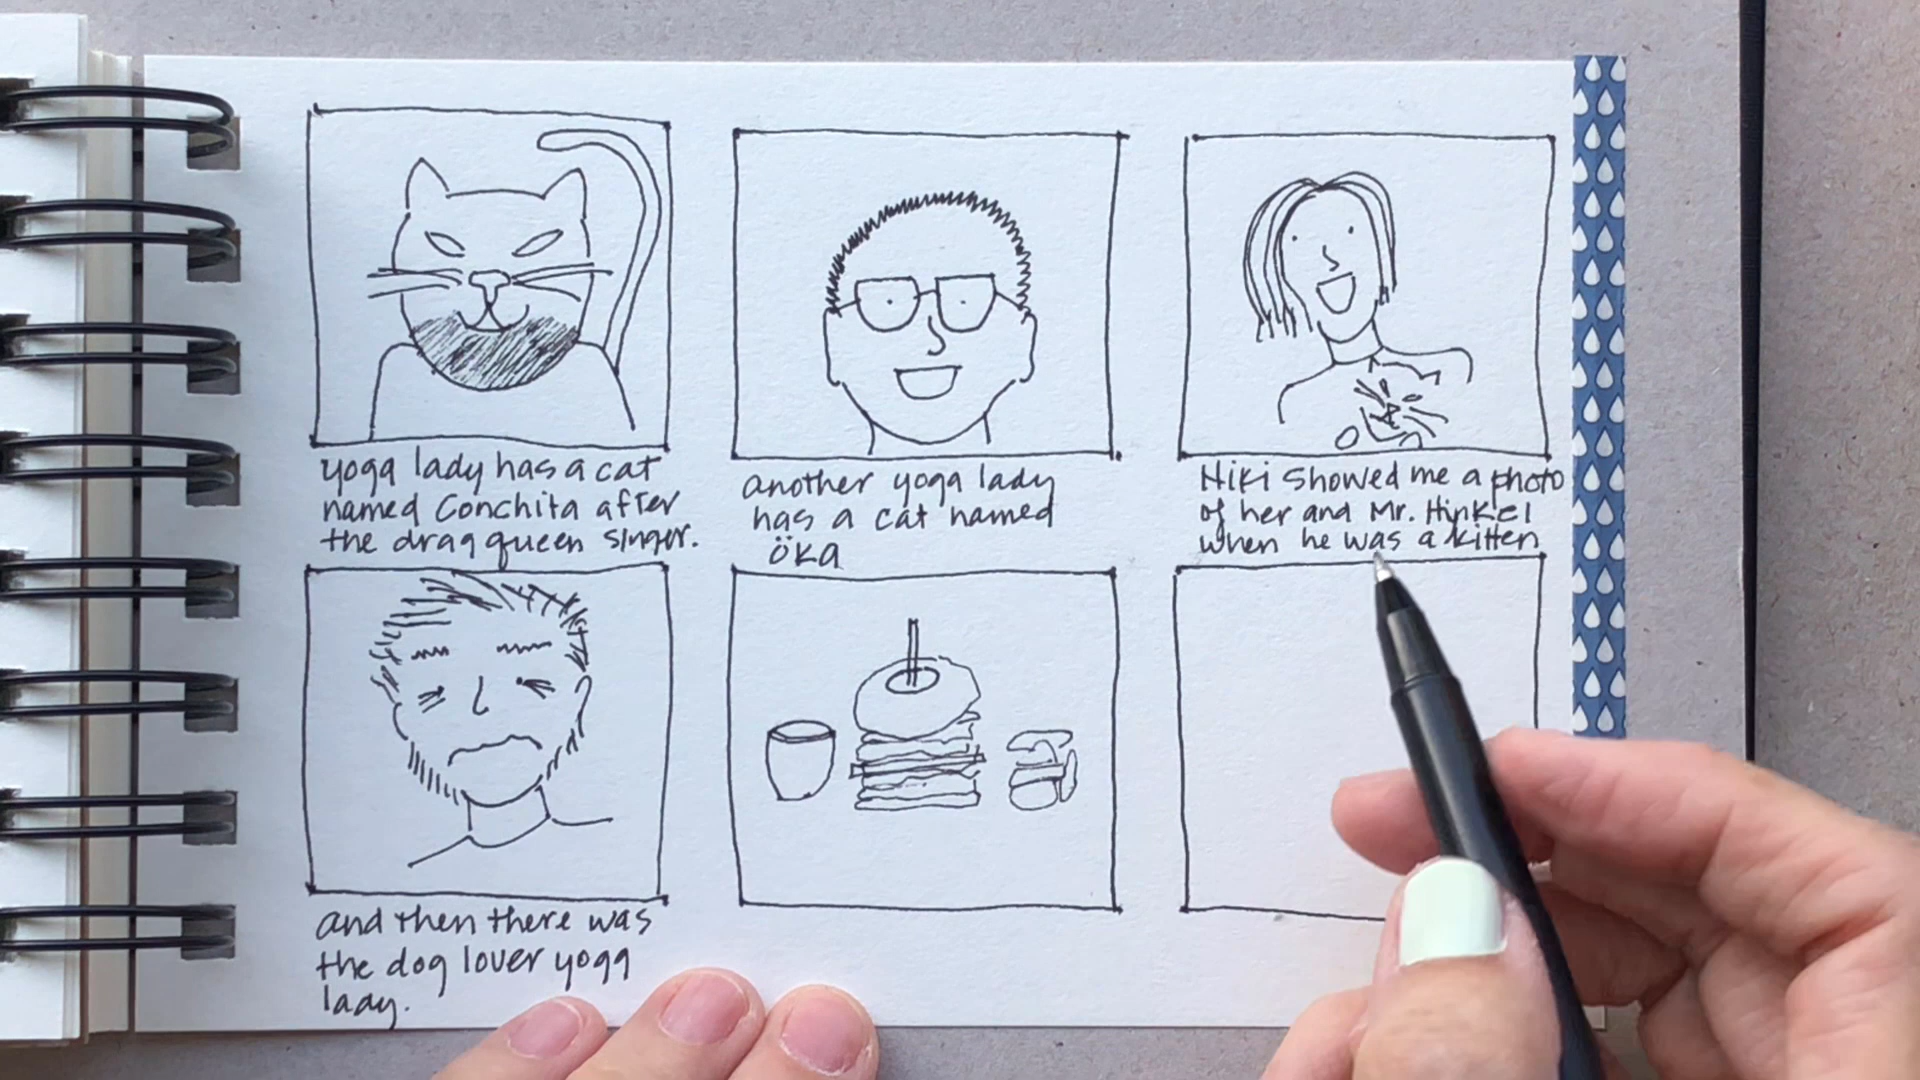 yoga lady has a cat
named Conchita after
the drag queen singer.
another yoga lady
has a cat named
öka
Niki showed me a photo
of her and Mr. Hinkel
when he was a kitten
and then there was
the dog lover yoga
lady.